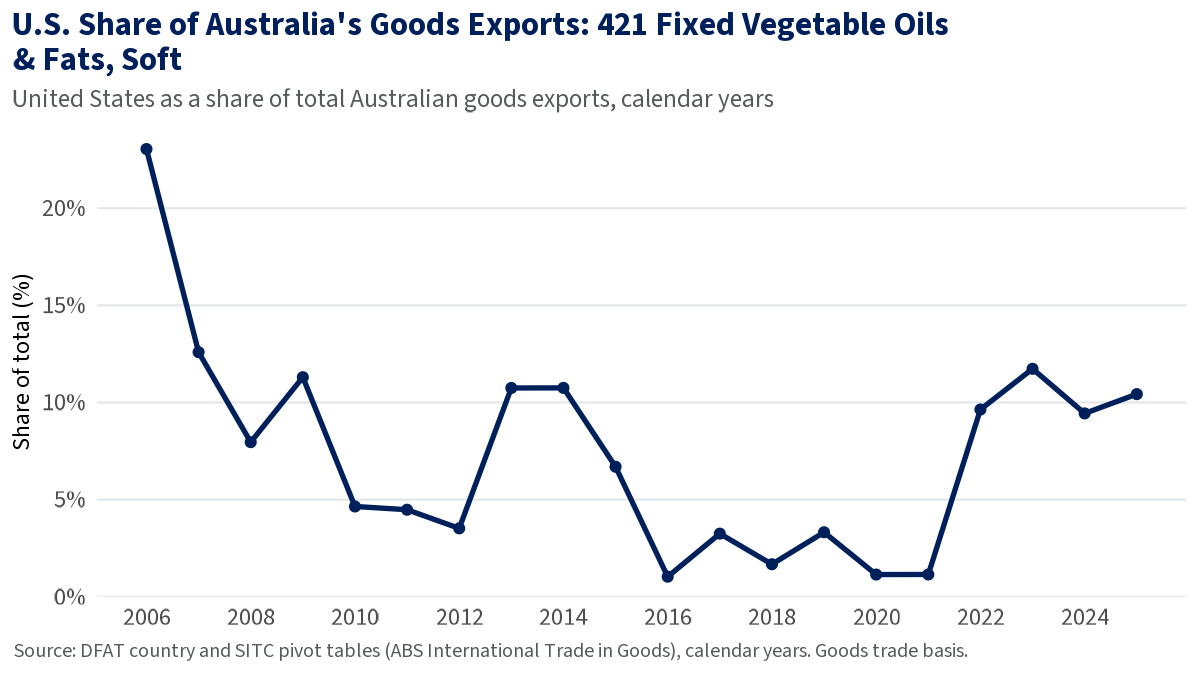 U.S. Share of Australia's Goods Exports: 421 Fixed Vegetable Oils
& Fats, Soft
United States as a share of total Australian goods exports, calendar years
Share of total (%)
20%
15%
10%
5%
0%
2006 2008 2010 2012 2014 2016 2018 2020 2022 2024
Source: DFAT country and SITC pivot tables (ABS International Trade in Goods), calendar years. Goods trade basis.